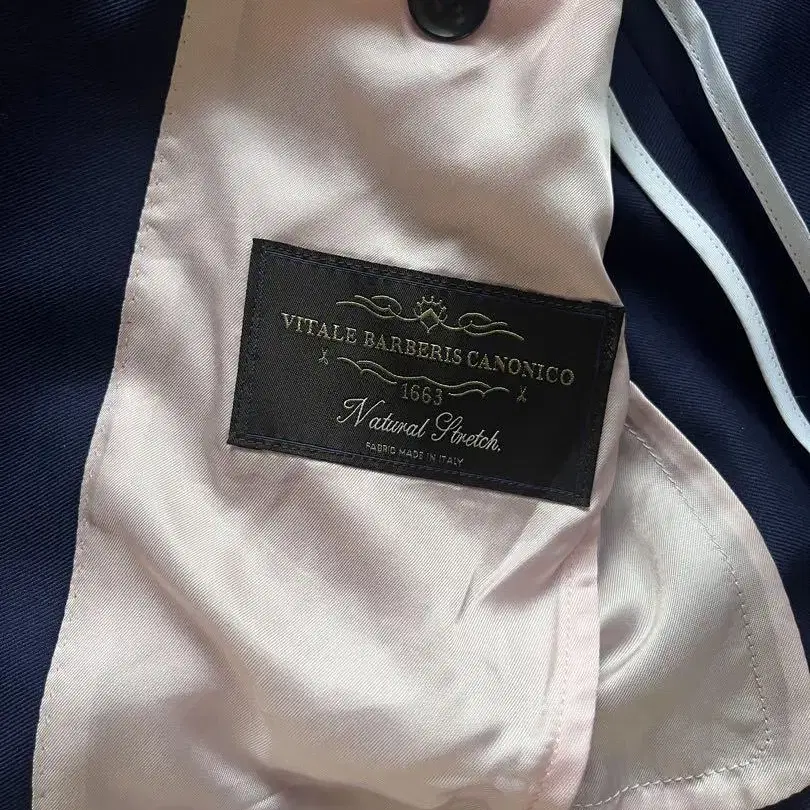 VITALE BARBERIS CANONICO
1663
Natural Stretch.
FABRIC MADE IN ITALY